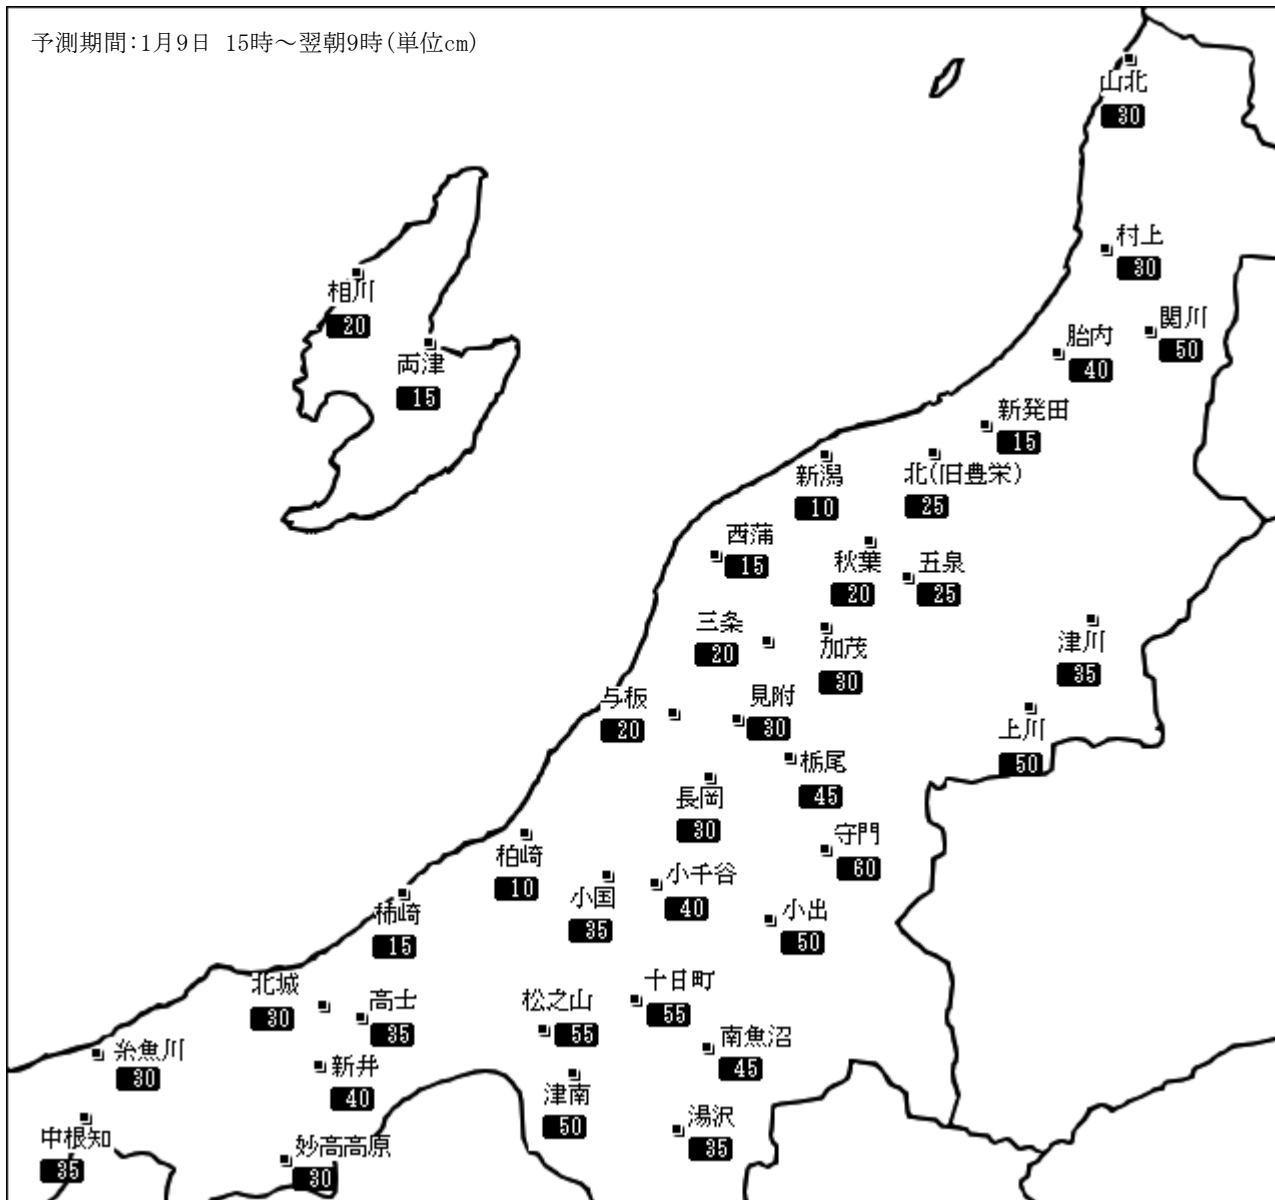 予測期間:1月9日 15時～翌朝9時(単位cm)
山北
30
村上
30
相川
20
関川
50
胎内
40
両津
15
新発田
15
新潟
10
北(旧豊栄)
25
西蒲
15
秋葉
20
五泉
25
三条
20
加茂
30
津川
35
与板
20
見附
30
上川
50
栃尾
45
長岡
30
守門
60
柏崎
10
小国
35
小千谷
40
小出
50
柿崎
15
北城
30
高士
35
松之山
55
十日町
55
南魚沼
45
糸魚川
30
新井
40
津南
50
湯沢
35
中根知
35
妙高高原
30